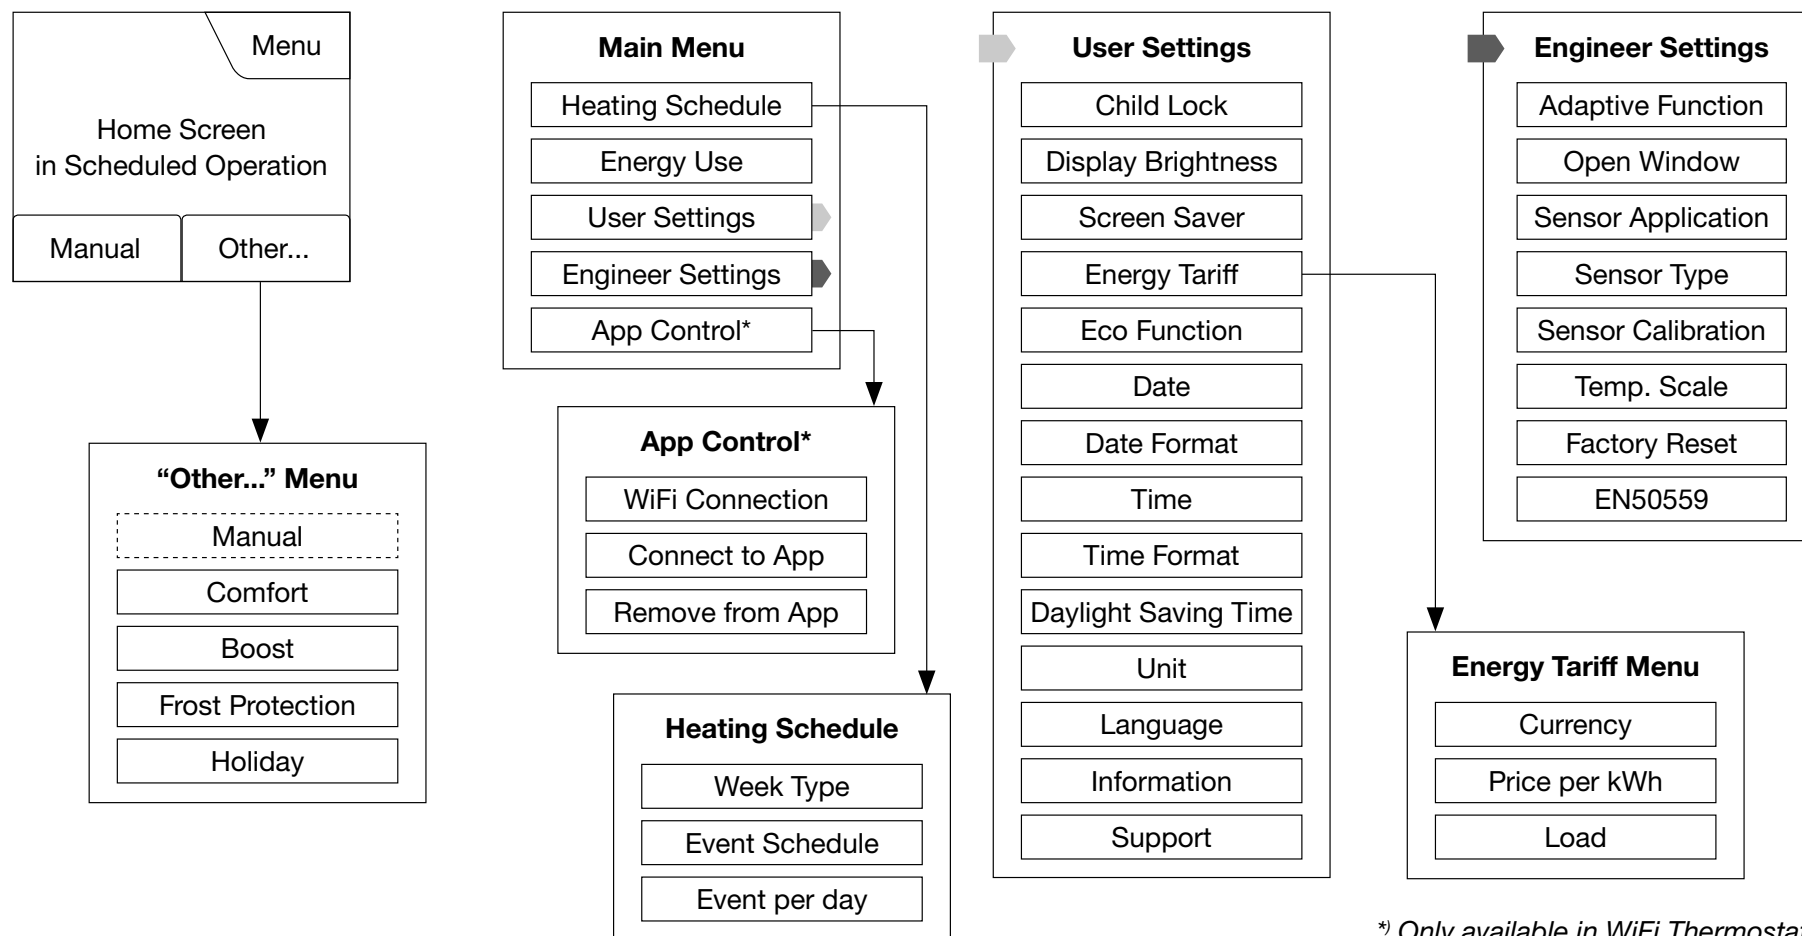 Menu
Home Screen
in Scheduled Operation
Manual
Other...
“Other...” Menu
Manual
Comfort
Boost
Frost Protection
Holiday
Main Menu
Heating Schedule
Energy Use
User Settings
Engineer Settings
App Control*
App Control*
WiFi Connection
Connect to App
Remove from App
Heating Schedule
Week Type
Event Schedule
Event per day
User Settings
Child Lock
Display Brightness
Screen Saver
Energy Tariff
Eco Function
Date
Date Format
Time
Time Format
Daylight Saving Time
Unit
Language
Information
Support
Engineer Settings
Adaptive Function
Open Window
Sensor Application
Sensor Type
Sensor Calibration
Temp. Scale
Factory Reset
EN50559
Energy Tariff Menu
Currency
Price per kWh
Load
*) Only available in WiFi Thermostat